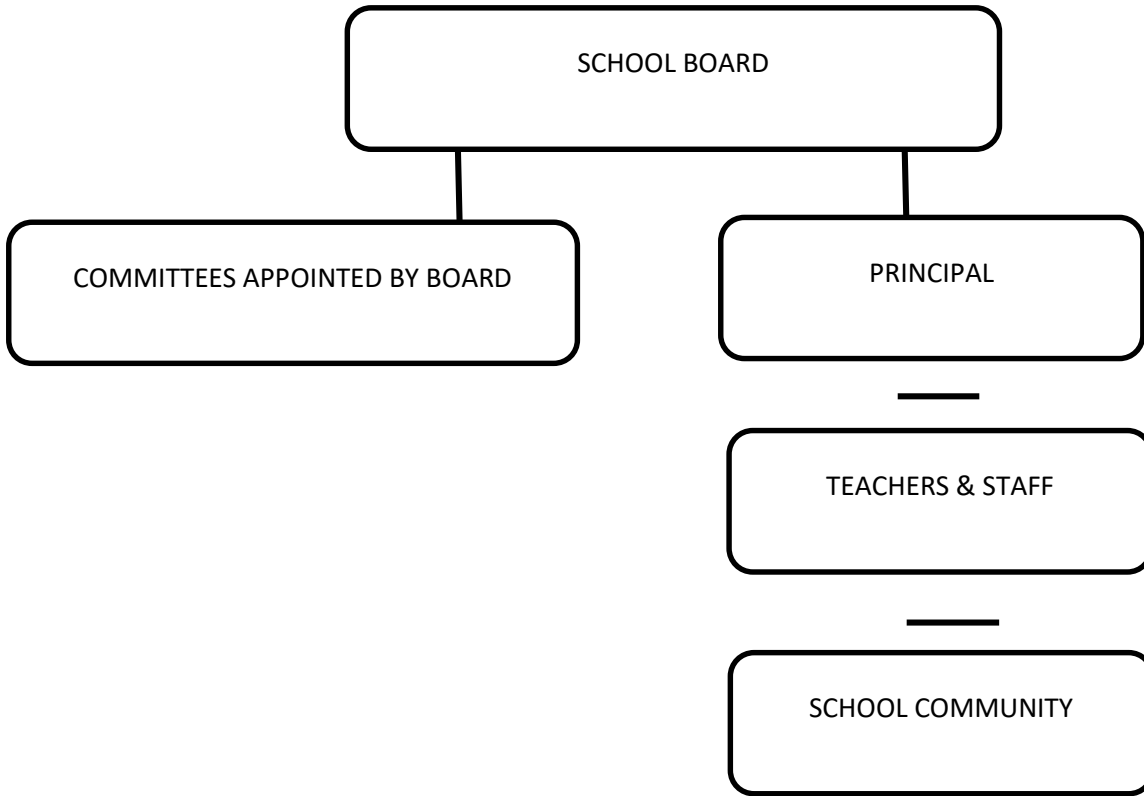 SCHOOL BOARD
COMMITTEES APPOINTED BY BOARD
PRINCIPAL
TEACHERS & STAFF
SCHOOL COMMUNITY